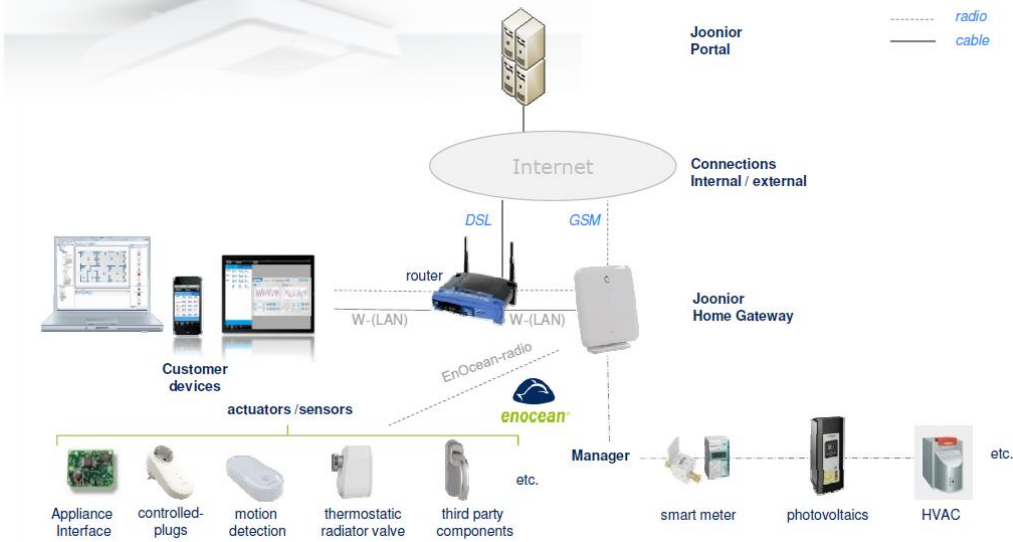 radio
cable
Joonior
Portal
Internet
Connections
Internal / external
DSL
GSM
router
W-(LAN)
W-(LAN)
Joonior
Home Gateway
EnOcean-radio
Customer
devices
enocean
actuators /sensors
Manager
etc.
etc.
Appliance
Interface
controlled-
plugs
motion
detection
thermostatic
radiator valve
third party
components
smart meter
photovoltaics
HVAC